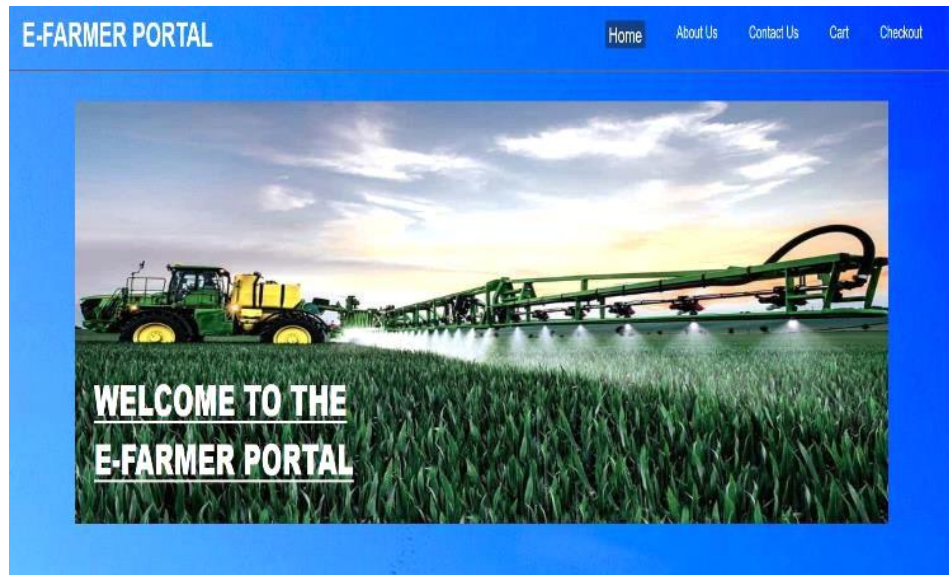 E-FARMER PORTAL
Home About Us Contact Us Cart Checkout
WELCOME TO THE
E-FARMER PORTAL